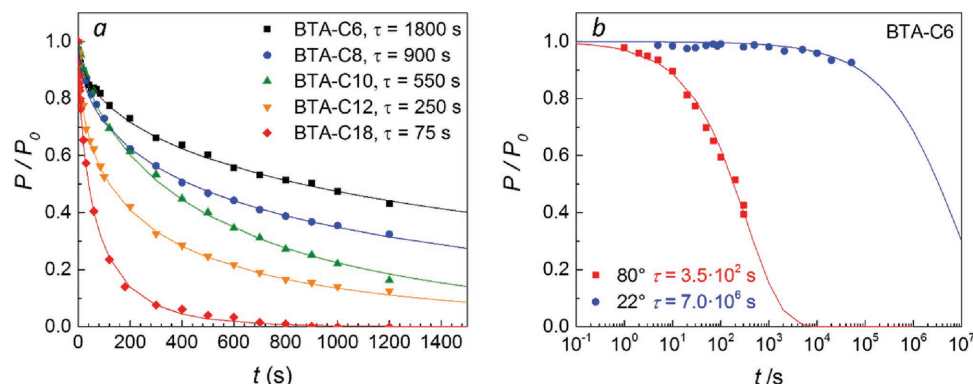 a
BTA-C6, τ = 1800 s
BTA-C8, τ = 900 s
BTA-C10, τ = 550 s
BTA-C12, τ = 250 s
BTA-C18, τ = 75 s
P / P₀
1.0
0.8
0.6
0.4
0.2
0.0
0 200 400 600 800 1000 1200 1400
t (s)
b
BTA-C6
P / P₀
1.0
0.8
0.6
0.4
0.2
0.0
80° τ = 3.5·10² s
22° τ = 7.0·10⁶ s
10⁻¹ 10⁰ 10¹ 10² 10³ 10⁴ 10⁵ 10⁶ 10⁷
t /s